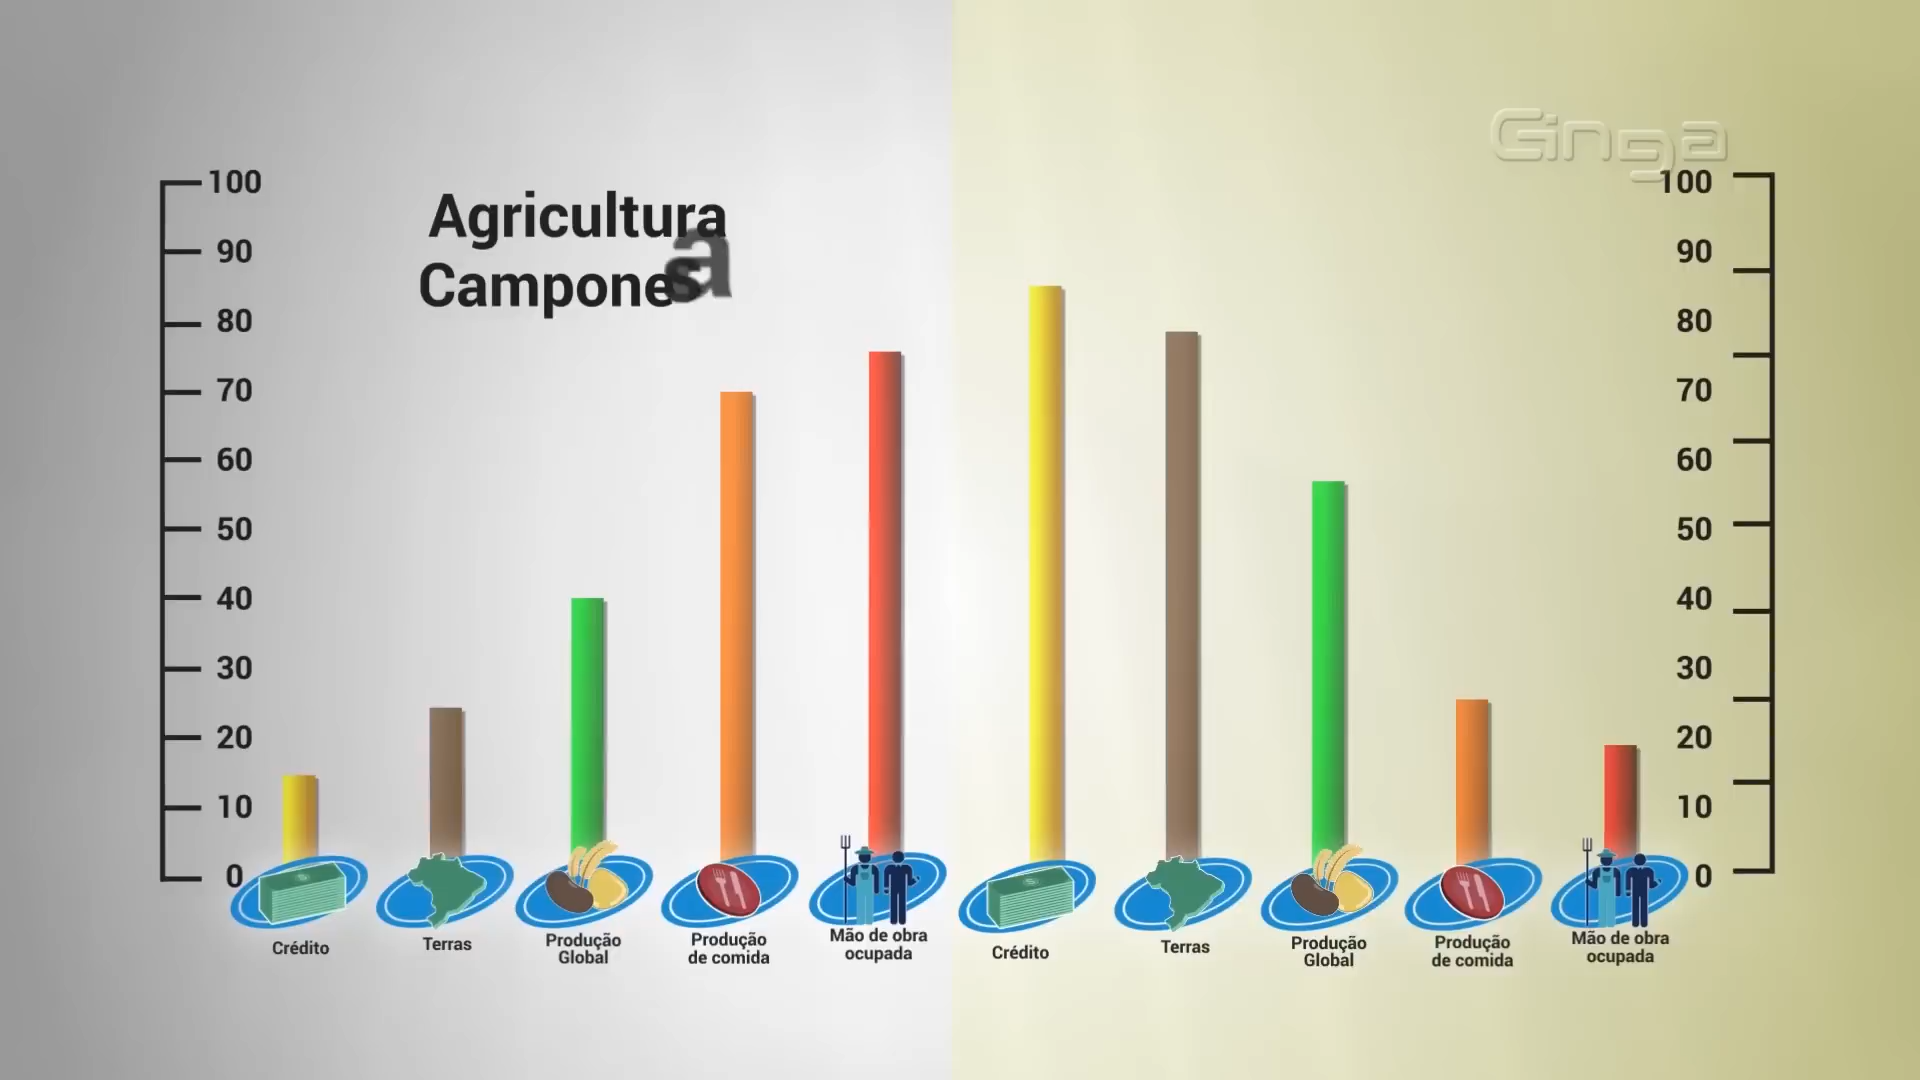 Ginga
Agricultura
Camponesa
100
90
80
70
60
50
40
30
20
10
0
100
90
80
70
60
50
40
30
20
10
0
Crédito
Terras
Produção
Global
Produção
de comida
Mão de obra
ocupada
Crédito
Terras
Produção
Global
Produção
de comida
Mão de obra
ocupada